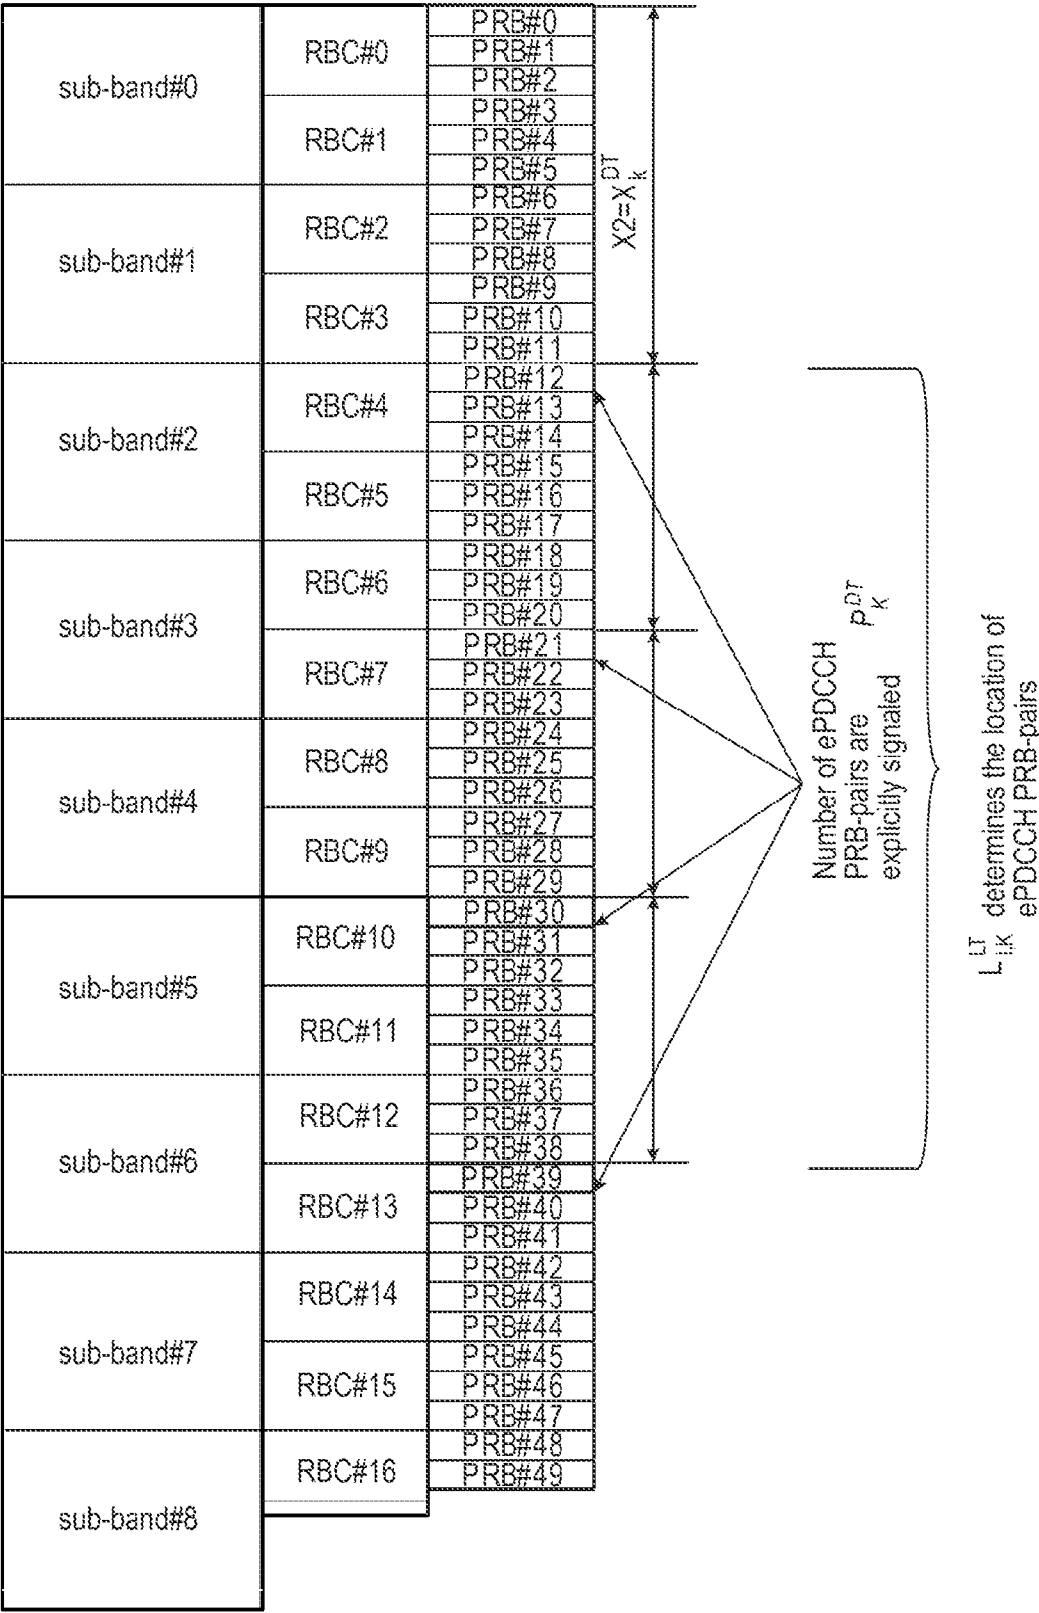 sub-band#0
sub-band#1
sub-band#2
sub-band#3
sub-band#4
sub-band#5
sub-band#6
sub-band#7
sub-band#8
RBC#0
RBC#1
RBC#2
RBC#3
RBC#4
RBC#5
RBC#6
RBC#7
RBC#8
RBC#9
RBC#10
RBC#11
RBC#12
RBC#13
RBC#14
RBC#15
RBC#16
PRB#0
PRB#1
PRB#2
PRB#3
PRB#4
PRB#5
PRB#6
PRB#7
PRB#8
PRB#9
PRB#10
PRB#11
PRB#12
PRB#13
PRB#14
PRB#15
PRB#16
PRB#17
PRB#18
PRB#19
PRB#20
PRB#21
PRB#22
PRB#23
PRB#24
PRB#25
PRB#26
PRB#27
PRB#28
PRB#29
PRB#30
PRB#31
PRB#32
PRB#33
PRB#34
PRB#35
PRB#36
PRB#37
PRB#38
PRB#39
PRB#40
PRB#41
PRB#42
PRB#43
PRB#44
PRB#45
PRB#46
PRB#47
PRB#48
PRB#49
X2=X_k^DT
Number of ePDCCH
PRB-pairs are P_K^DT
explicitly signaled
L_i,K^LT determines the location of
ePDCCH PRB-pairs